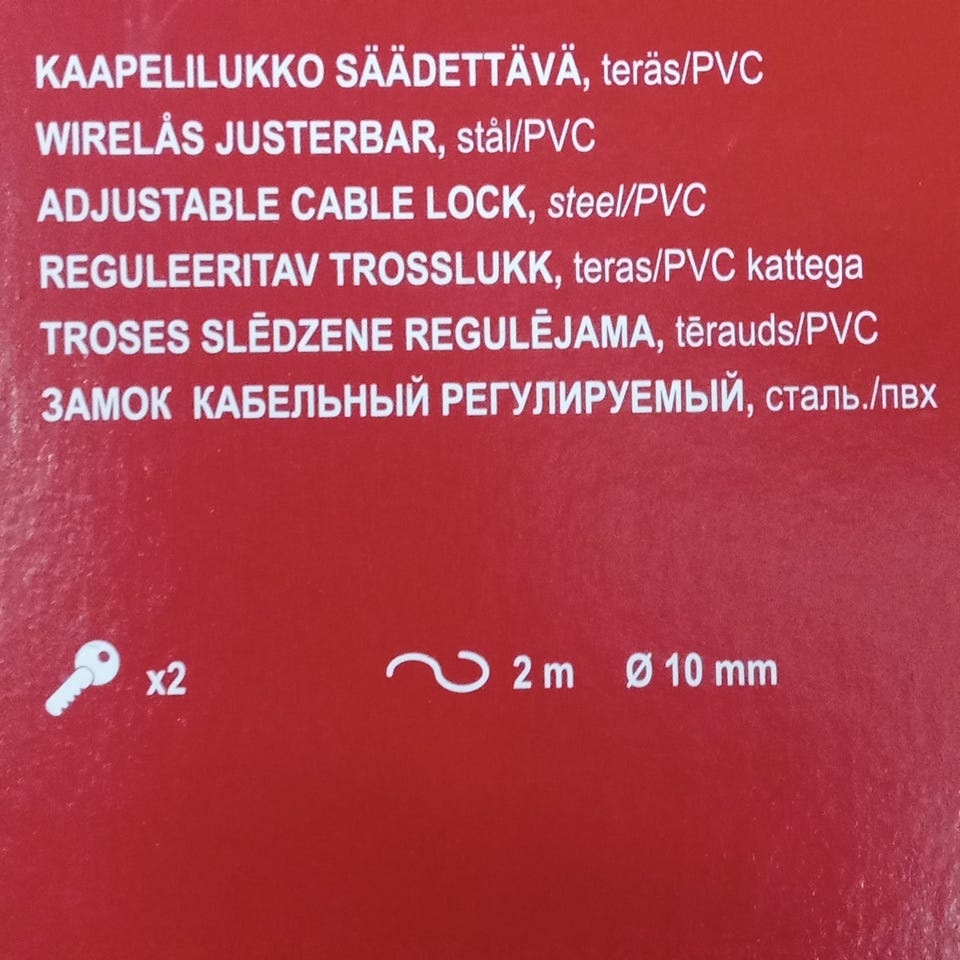 KAAPELILUKKO SÄÄDETTÄVÄ, teräs/PVC
WIRELÅS JUSTERBAR, stål/PVC
ADJUSTABLE CABLE LOCK, steel/PVC
REGULEERITAV TROSSLUKK, teras/PVC kattega
TROSES SLĒDZENE REGULĒJAMA, tērauds/PVC
ЗАМОК КАБЕЛЬНЫЙ РЕГУЛИРУЕМЫЙ, сталь./пвх
x2 2 m Ø 10 mm